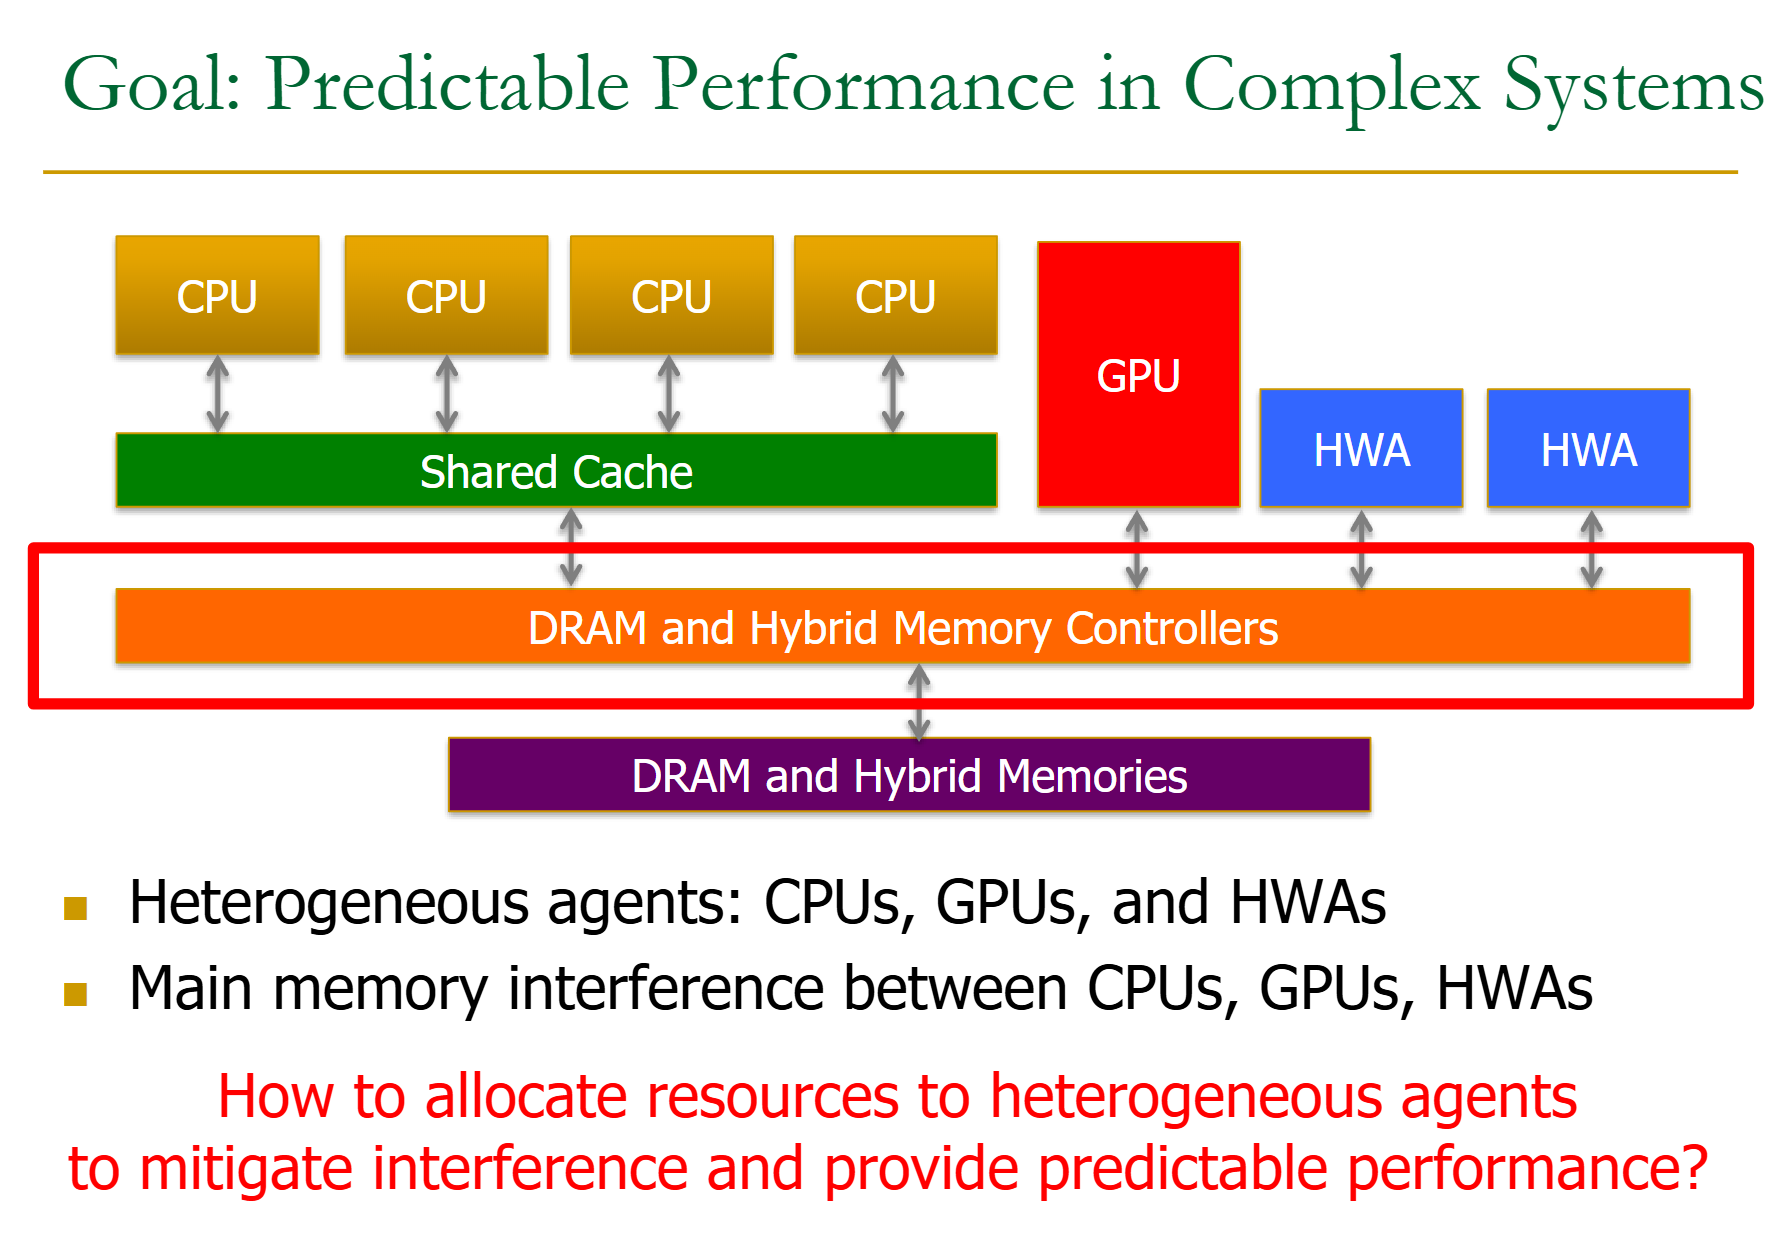 Goal: Predictable Performance in Complex Systems
CPU
CPU
CPU
CPU
GPU
HWA
HWA
Shared Cache
DRAM and Hybrid Memory Controllers
DRAM and Hybrid Memories
Heterogeneous agents: CPUs, GPUs, and HWAs
Main memory interference between CPUs, GPUs, HWAs
How to allocate resources to heterogeneous agents
to mitigate interference and provide predictable performance?